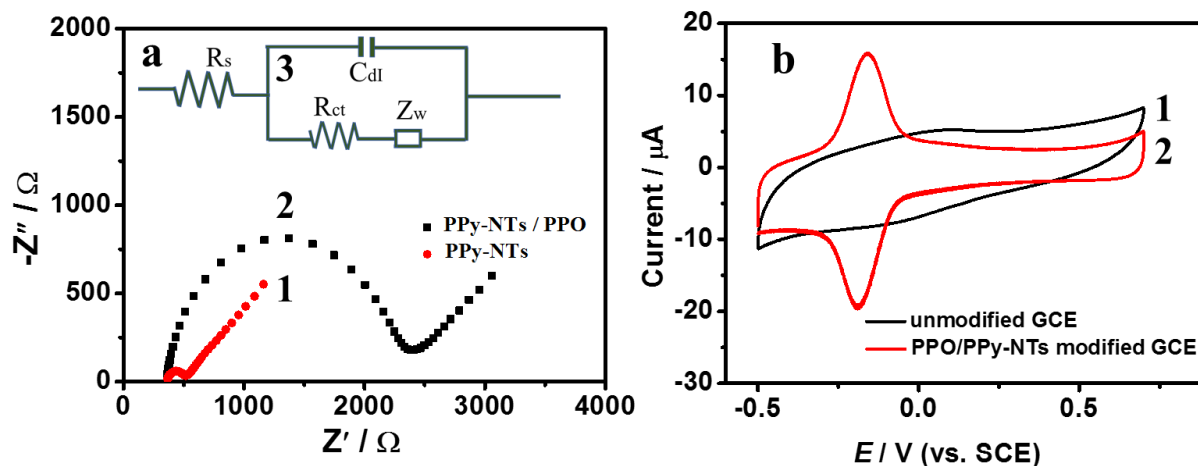 a
Rs
3
CdI
Rct
Zw
2
PPy-NTs / PPO
PPy-NTs
1
-Z″ / Ω
2000
1500
1000
500
0
0
1000
2000
3000
4000
Z′ / Ω
b
1
2
unmodified GCE
PPO/PPy-NTs modified GCE
Current / μA
20
10
0
-10
-20
-30
-0.5
0.0
0.5
E / V (vs. SCE)